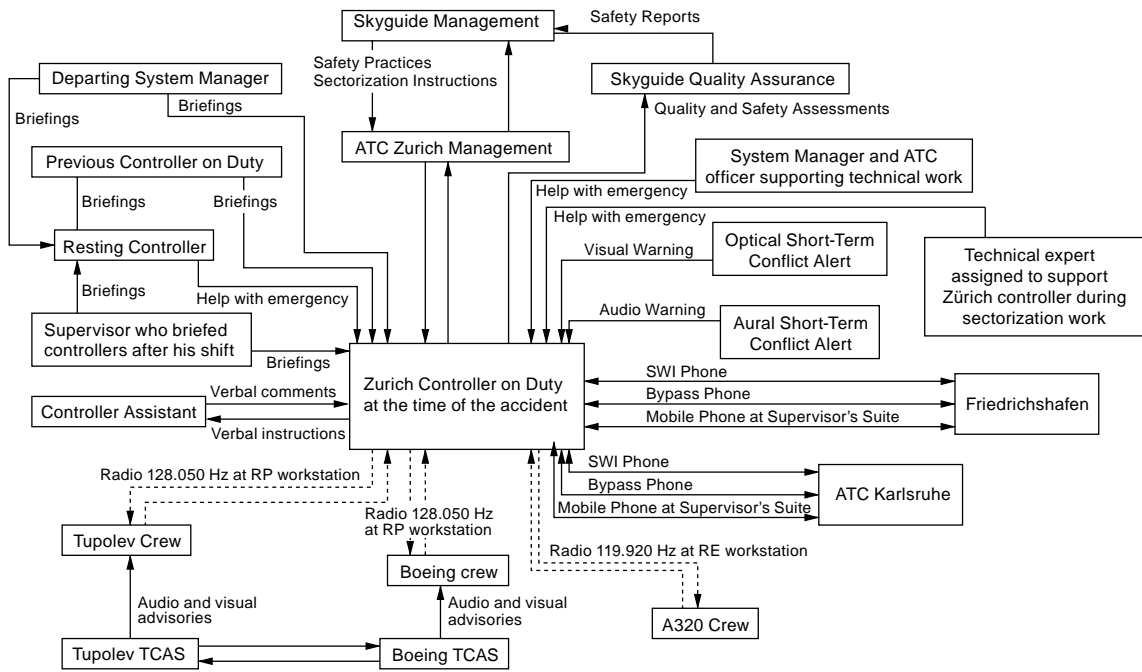 Skyguide Management
Safety Reports
Safety Practices
Sectorization Instructions
Departing System Manager
Skyguide Quality Assurance
Briefings
Briefings
Quality and Safety Assessments
ATC Zurich Management
Previous Controller on Duty
System Manager and ATC
officer supporting technical work
Help with emergency
Briefings
Briefings
Help with emergency
Resting Controller
Visual Warning
Optical Short-Term
Conflict Alert
Technical expert
assigned to support
Zürich controller during
sectorization work
Briefings
Help with emergency
Audio Warning
Aural Short-Term
Conflict Alert
Supervisor who briefed
controllers after his shift
Briefings
Zurich Controller on Duty
at the time of the accident
SWI Phone
Bypass Phone
Mobile Phone at Supervisor's Suite
Friedrichshafen
Verbal comments
Controller Assistant
Verbal instructions
SWI Phone
Bypass Phone
Mobile Phone at Supervisor's Suite
ATC Karlsruhe
Radio 128.050 Hz at RP workstation
Radio 128.050 Hz
at RP workstation
Tupolev Crew
Radio 119.920 Hz at RE workstation
Boeing crew
Audio and visual
advisories
Audio and visual
advisories
A320 Crew
Tupolev TCAS
Boeing TCAS